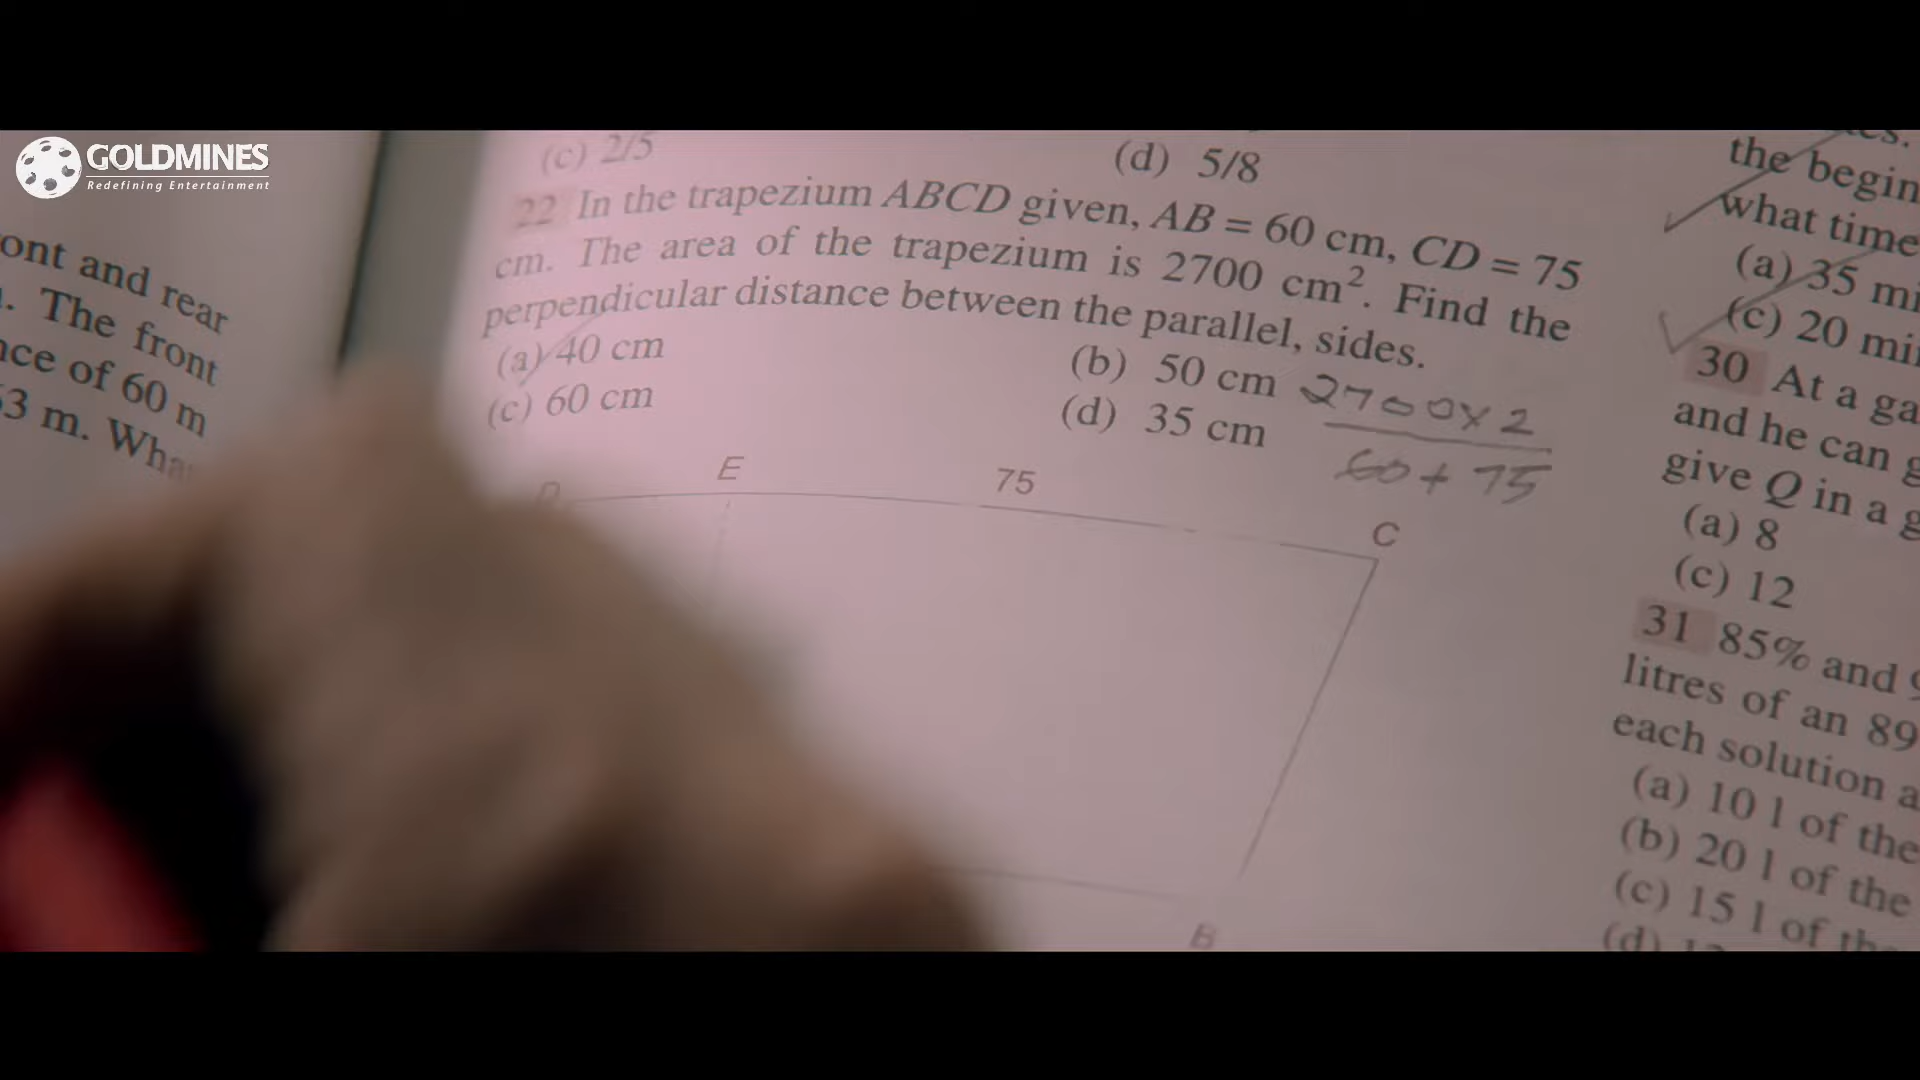 GOLDMINES
Redefining Entertainment
ont and rear
. The front
nce of 60 m
3 m. What
(c) 2/5
(d) 5/8
22 In the trapezium ABCD given, AB = 60 cm, CD = 75
cm. The area of the trapezium is 2700 cm². Find the
perpendicular distance between the parallel, sides.
(a) 40 cm
(b) 50 cm
(c) 60 cm
(d) 35 cm
2700 x 2
60 + 75
D
E
75
C
B
the begin
what time
(a) 35 mi
(c) 20 mi
30 At a ga
and he can g
give Q in a g
(a) 8
(c) 12
31 85% and 9
litres of an 89
each solution a
(a) 10 l of the
(b) 20 l of the
(c) 15 l of the
(d)